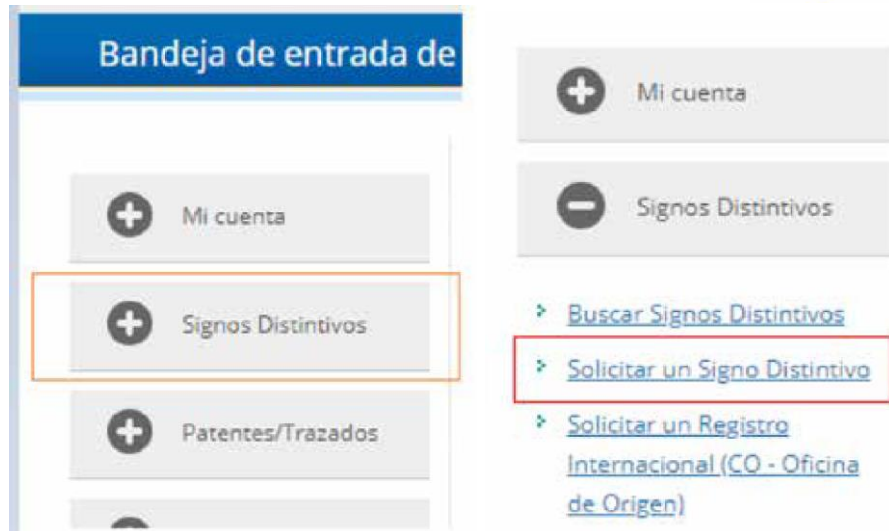 Bandeja de entrada de
Mi cuenta
Signos Distintivos
Patentes/Trazados
Mi cuenta
Signos Distintivos
Buscar Signos Distintivos
Solicitar un Signo Distintivo
Solicitar un Registro
Internacional (CO - Oficina
de Origen)